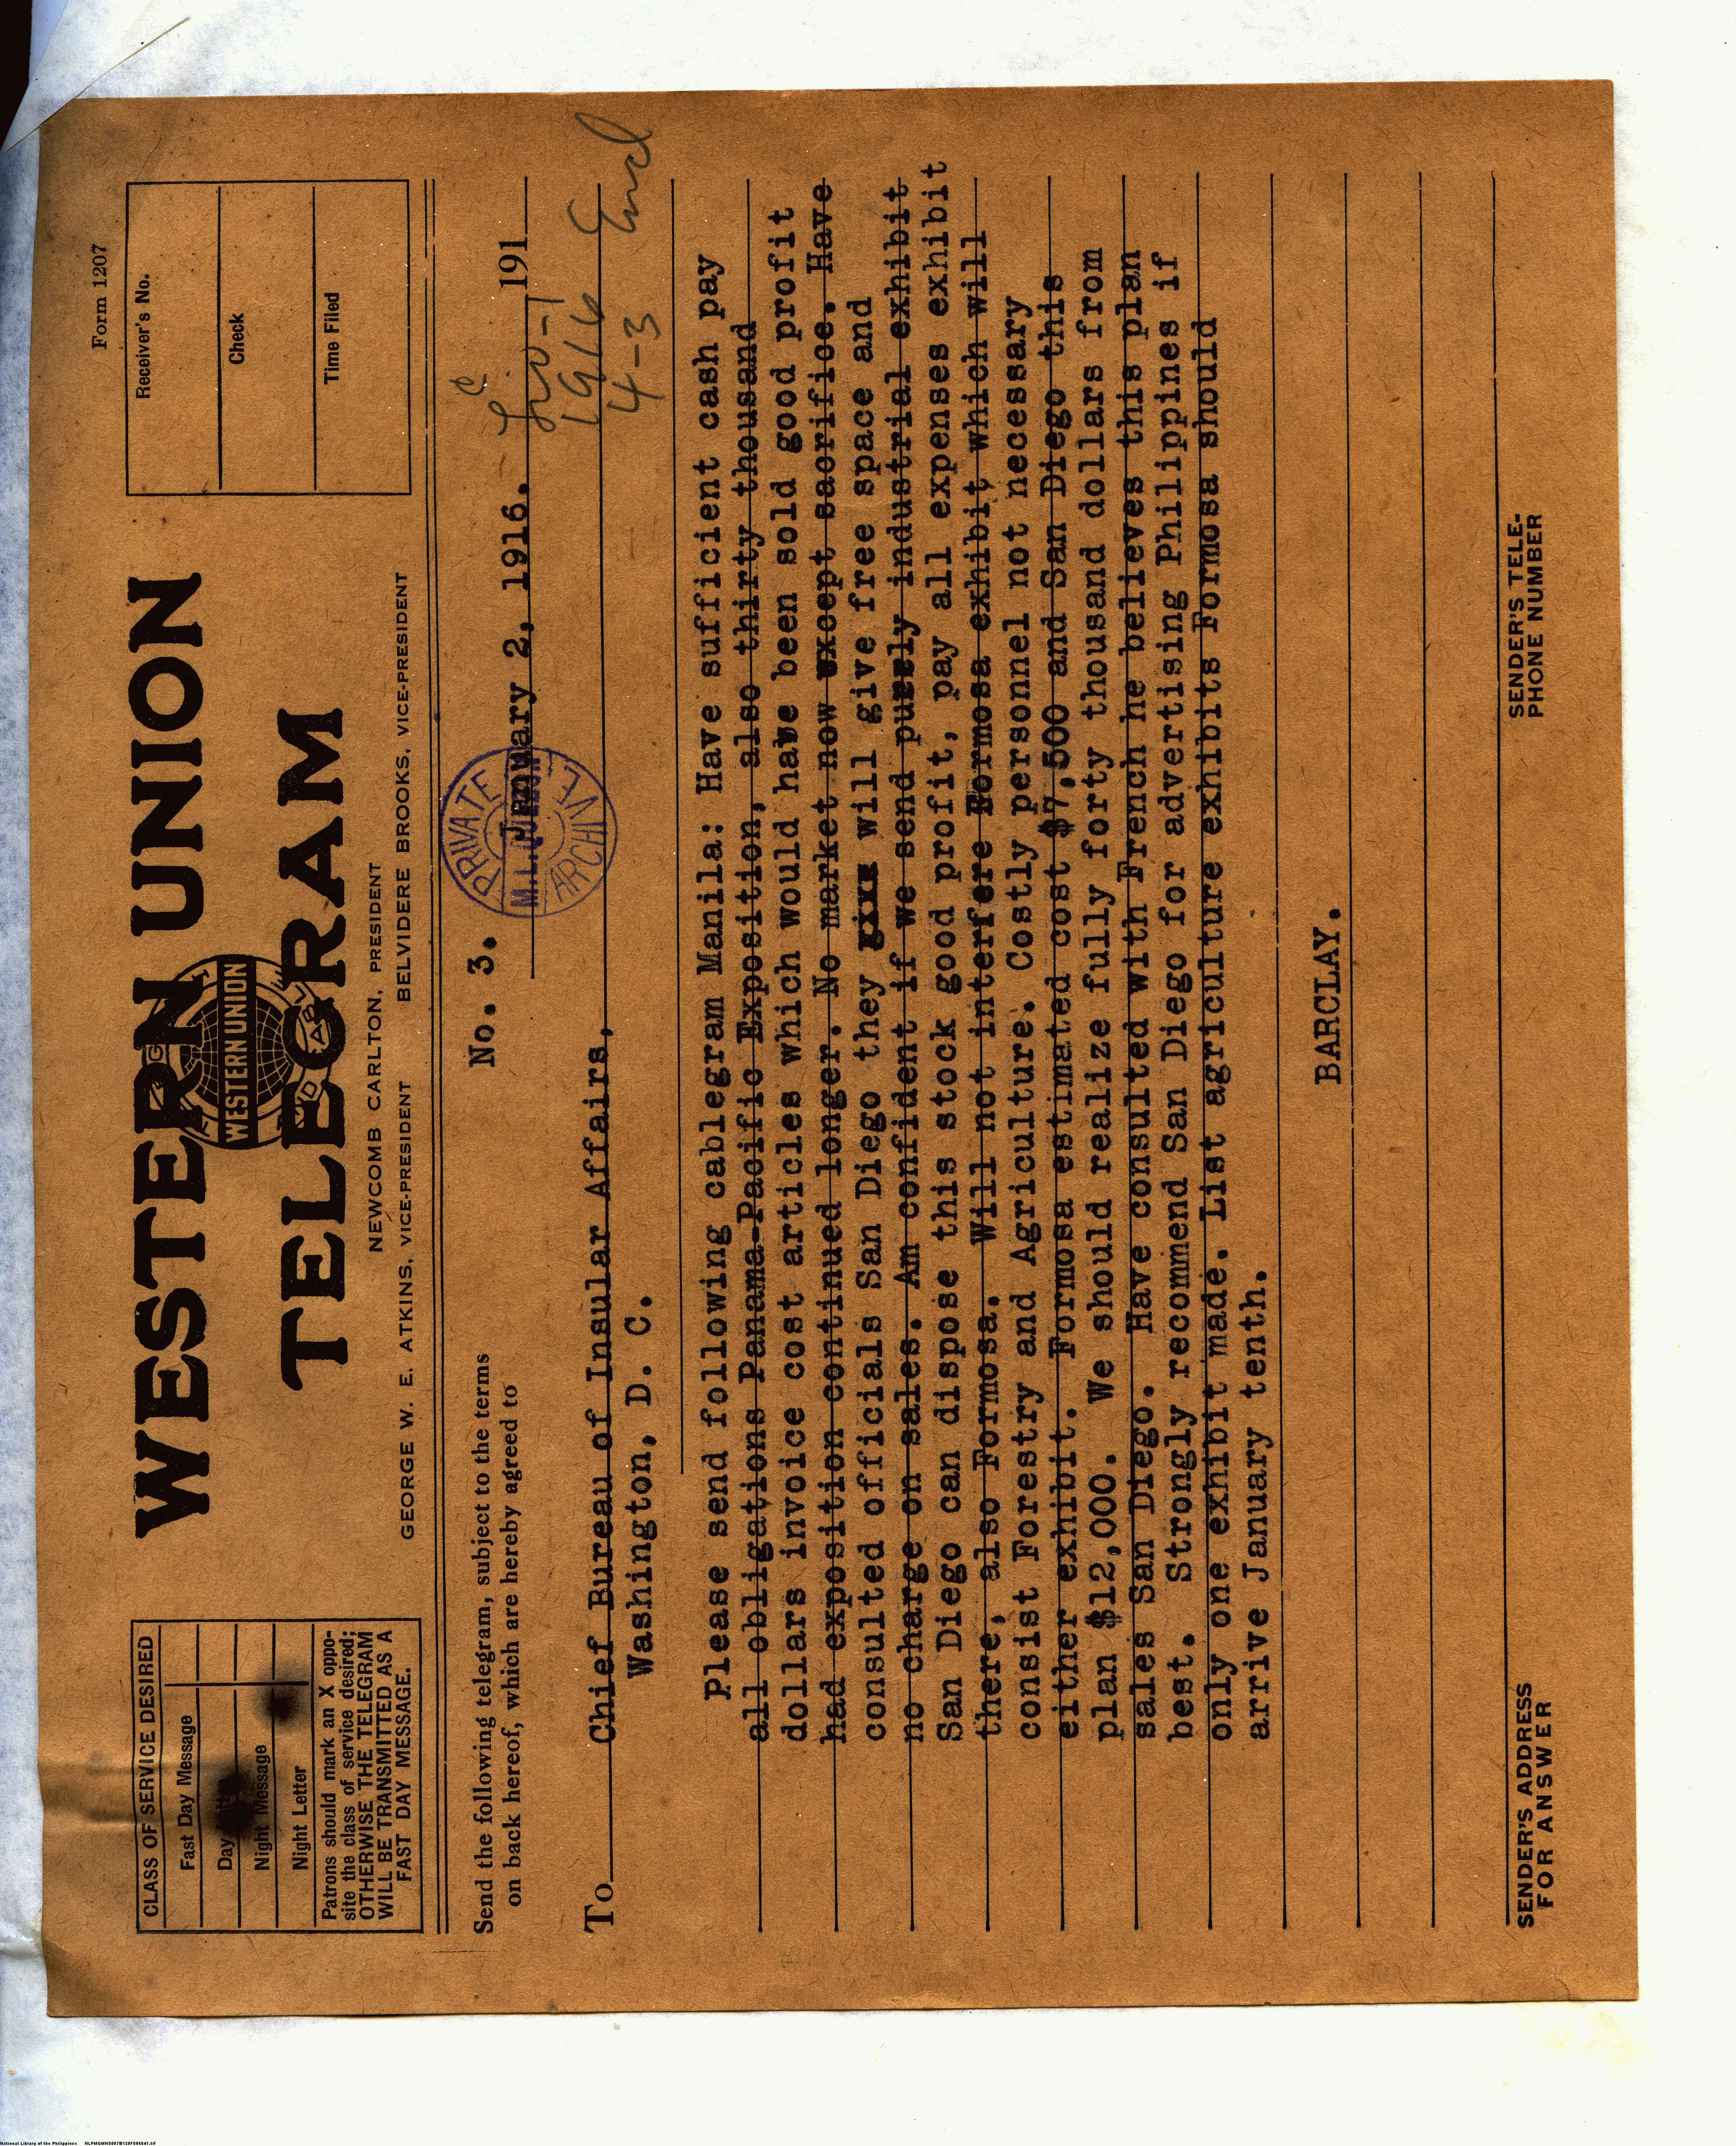 Form 1207
CLASS OF SERVICE DESIRED
Fast Day Message
Day
Night Message
Night Letter
Patrons should mark an X oppo-
site the class of service desired;
OTHERWISE THE TELEGRAM
WILL BE TRANSMITTED AS A
FAST DAY MESSAGE.
WESTERN UNION
WESTERN UNION
TELEGRAM
NEWCOMB CARLTON, PRESIDENT
GEORGE W. E. ATKINS, VICE-PRESIDENT BELVIDERE BROOKS, VICE-PRESIDENT
Receiver's No.
Check
Time Filed
Send the following telegram, subject to the terms
on back hereof, which are hereby agreed to
No. 3.
PRIVATE
M.L.QUEZON
ARCHIVE
January 2, 1916. 191
1916
4-3
To Chief Bureau of Insular Affairs,
Washington, D. C.
Please send following cablegram Manila: Have sufficient cash pay
all obligations Panama-Pacific Exposition, also thirty thousand
dollars invoice cost articles which would have been sold good profit
had exposition continued longer. No market now except sacrifice. Have
consulted officials San Diego they will give free space and
no charge on sales. Am confident if we send purely industrial exhibit
San Diego can dispose this stock good profit, pay all expenses exhibit
there, also Formosa. Will not interfere Formosa exhibit which will
consist Forestry and Agriculture. Costly personnel not necessary
either exhibit. Formosa estimated cost $7,500 and San Diego this
plan $12,000. We should realize fully forty thousand dollars from
sales San Diego. Have consulted with French he believes this plan
best. Strongly recommend San Diego for advertising Philippines if
only one exhibit made. List agriculture exhibits Formosa should
arrive January tenth.
BARCLAY.
SENDER'S ADDRESS
FOR ANSWER
SENDER'S TELE-
PHONE NUMBER
National Library of the Philippines